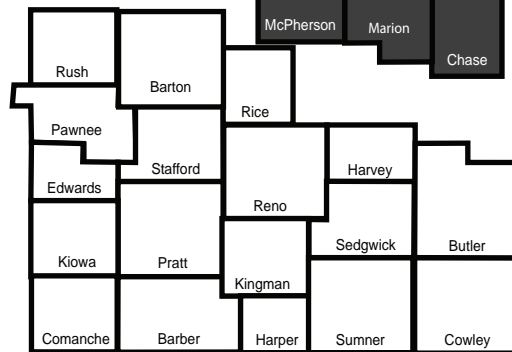 McPherson
Marion
Chase
Rush
Barton
Rice
Pawnee
Stafford
Harvey
Edwards
Reno
Sedgwick
Butler
Kiowa
Pratt
Kingman
Comanche
Barber
Harper
Sumner
Cowley